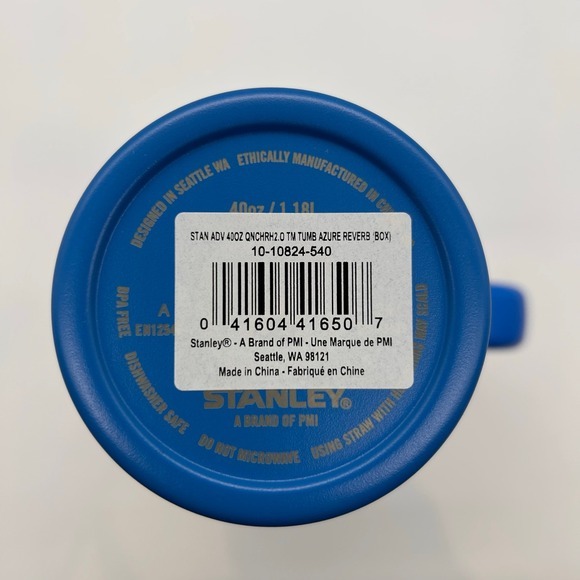 DESIGNED IN SEATTLE WA
ETHICALLY MANUFACTURED IN
40oz / 1.18L
STAN ADV 40OZ QNCHRH2.0 TM TUMB AZURE REVERB (BOX)
10-10824-540
0 41604 41650 7
Stanley® - A Brand of PMI - Une Marque de PMI
Seattle, WA 98121
Made in China - Fabriqué en Chine
A
BPA FREE
DISHWASHER SAFE
DO NOT MICROWAVE
USING STRAW WITH
MAY SCALD
STANLEY®
A BRAND OF PMI